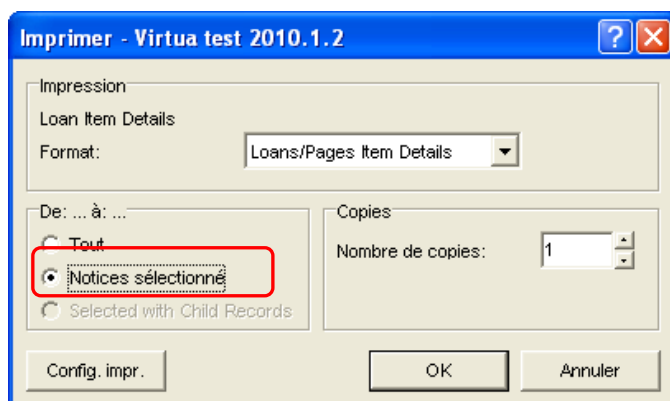 Imprimer - Virtua test 2010.1.2
Impression
Loan Item Details
Format: Loans/Pages Item Details
De: ... à: ...
Tout
Notices sélectionné
Selected with Child Records
Copies
Nombre de copies: 1
Config. impr. OK Annuler